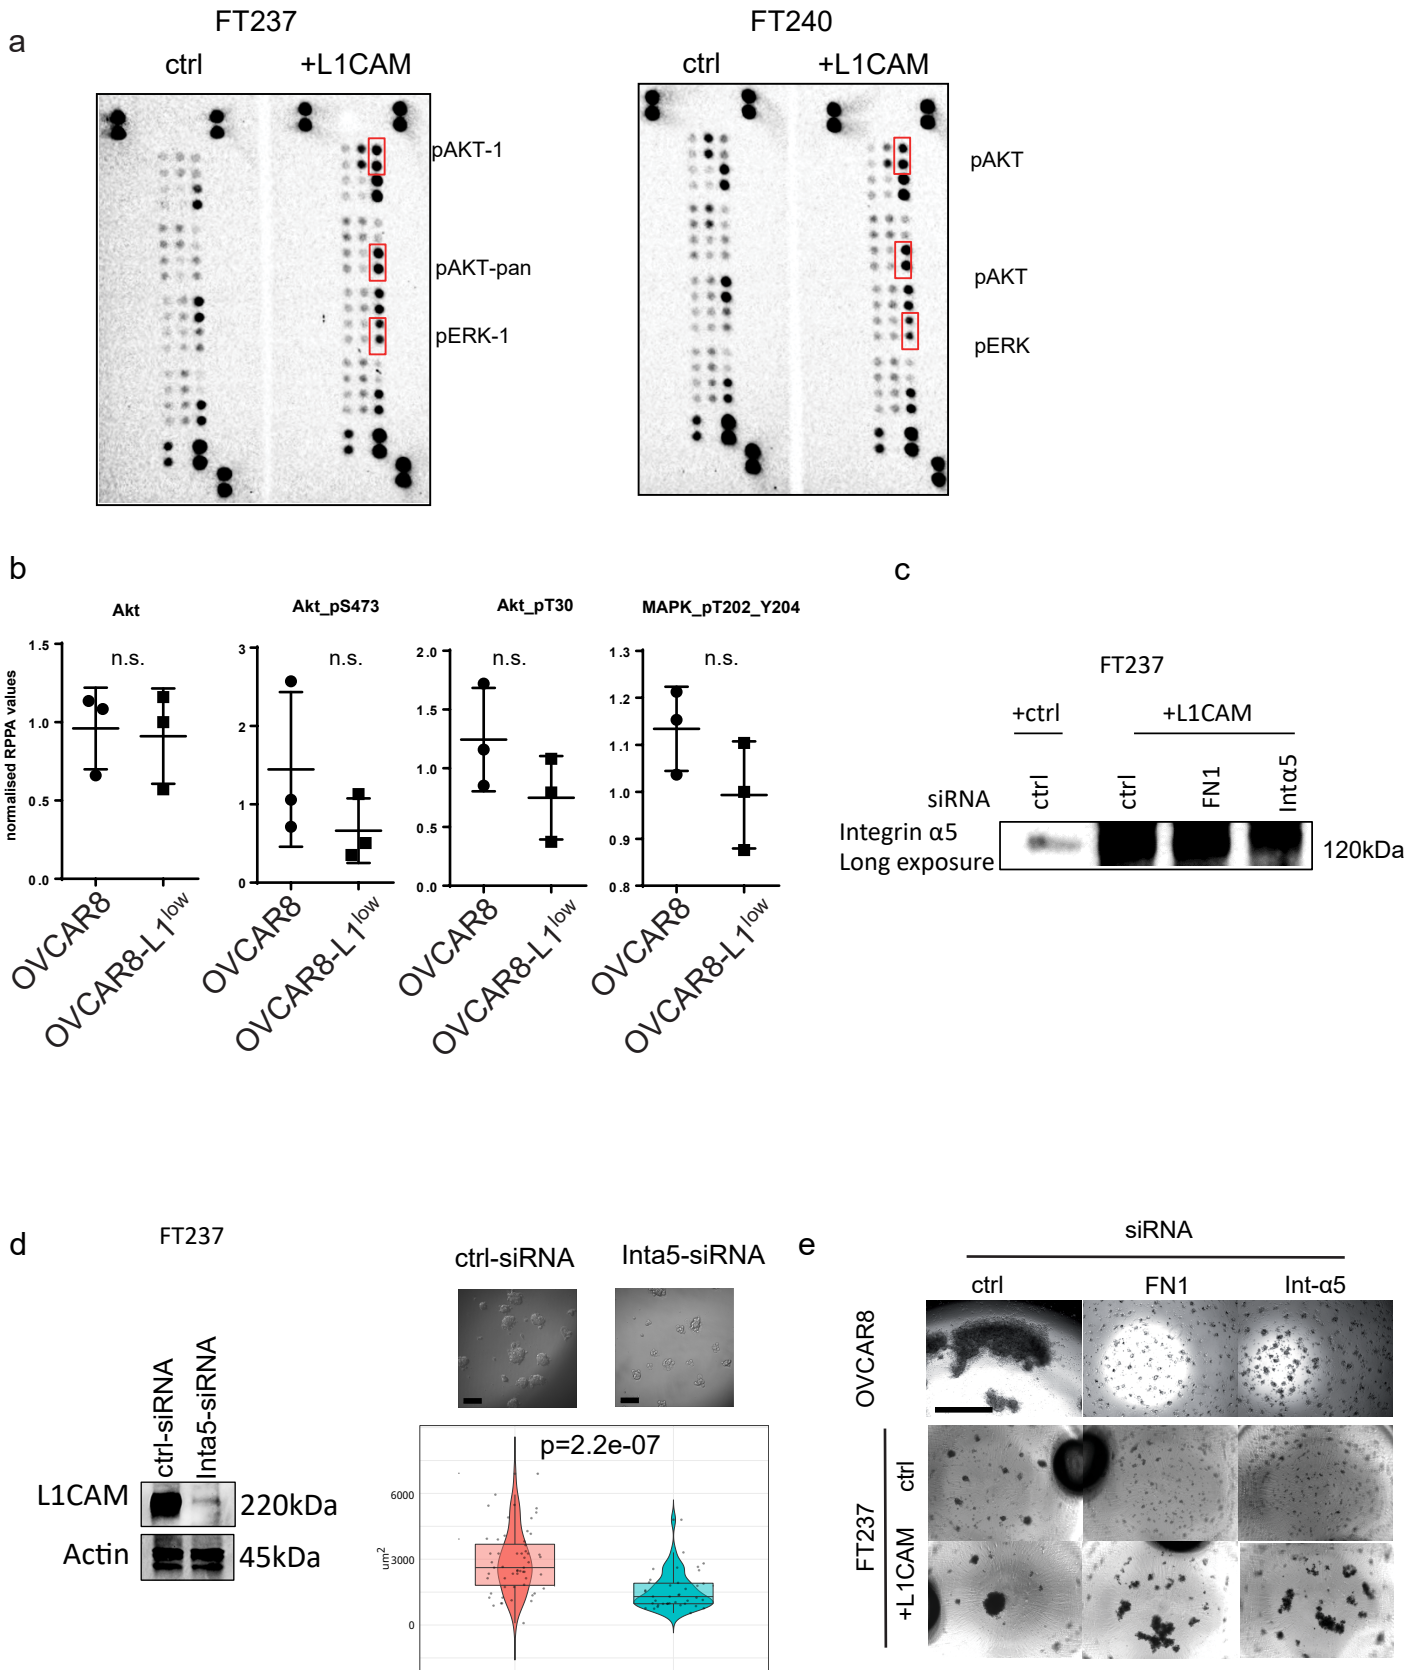 a
FT237
FT240
ctrl
+L1CAM
ctrl
+L1CAM
pAKT-1
pAKT-pan
pERK-1
pAKT
pAKT
pERK
b
Akt
Akt_pS473
Akt_pT30
MAPK_pT202_Y204
normalised RPPA values
1.5
1.0
0.5
0.0
n.s.
3
2
1
0
n.s.
2.0
1.5
1.0
0.5
0.0
n.s.
1.3
1.2
1.1
1.0
0.9
0.8
n.s.
OVCAR8
OVCAR8-L1low
OVCAR8
OVCAR8-L1low
OVCAR8
OVCAR8-L1low
OVCAR8
OVCAR8-L1low
c
FT237
+ctrl
+L1CAM
siRNA
ctrl
ctrl
FN1
Intα5
Integrin α5
Long exposure
120kDa
d
FT237
ctrl-siRNA
Inta5-siRNA
L1CAM
220kDa
Actin
45kDa
ctrl-siRNA
Inta5-siRNA
p=2.2e-07
um2
6000
3000
0
e
siRNA
ctrl
FN1
Int-α5
OVCAR8
FT237
ctrl
+L1CAM